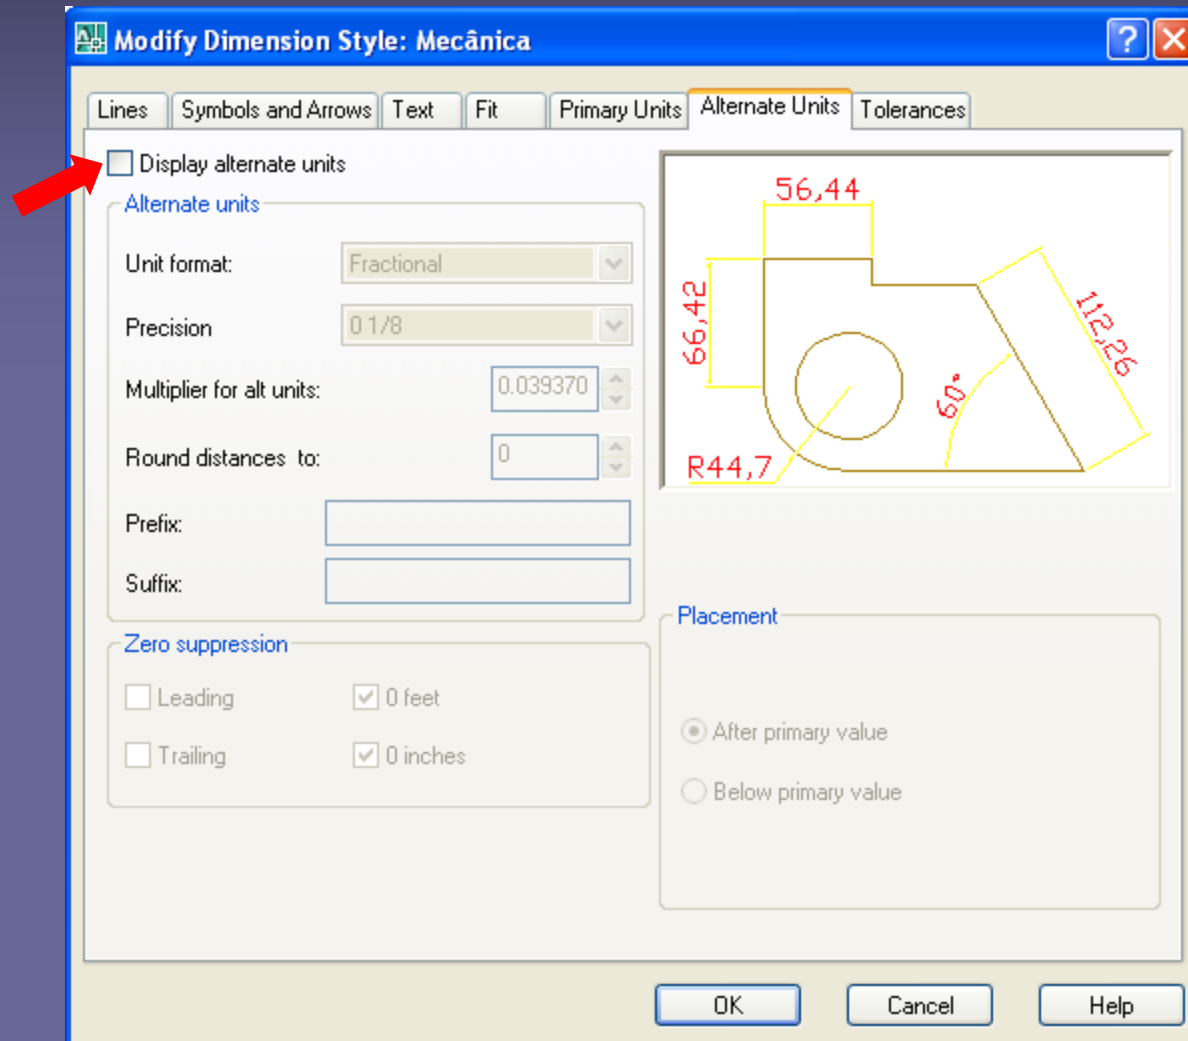 Modify Dimension Style: Mecânica
Lines Symbols and Arrows Text Fit Primary Units Alternate Units Tolerances
Display alternate units
Alternate units
Unit format: Fractional
Precision 0 1/8
Multiplier for alt units: 0.039370
Round distances to: 0
Prefix:
Suffix:
Zero suppression
Leading 0 feet
Trailing 0 inches
56,44
66,42
112,26
60°
R44,7
Placement
After primary value
Below primary value
OK Cancel Help